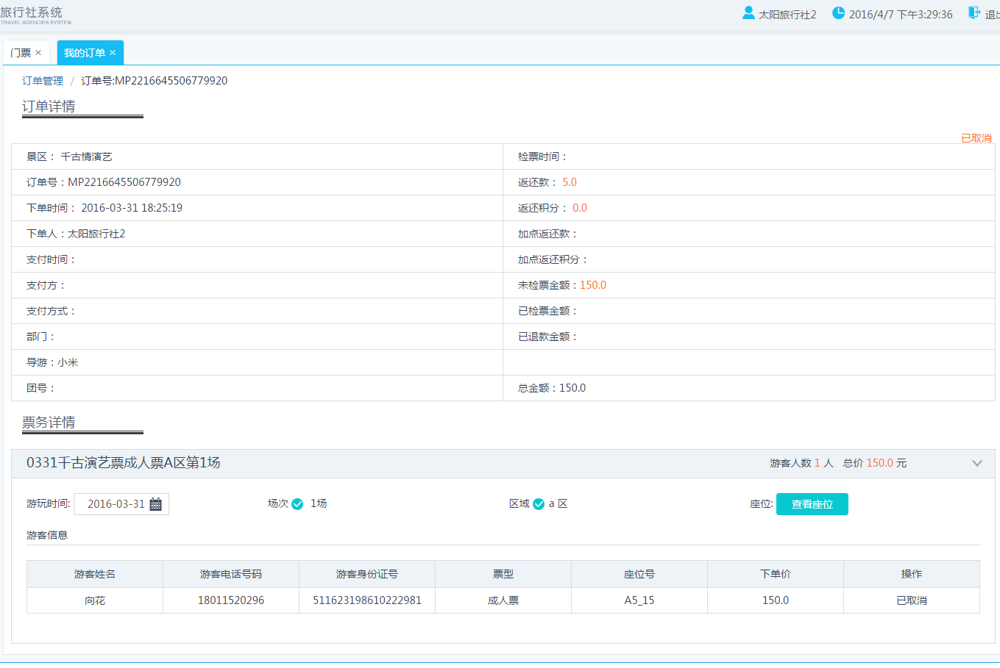 旅行社系统
TRAVEL AGENCIES SYSTEM
太阳旅行社2 2016/4/7 下午3:29:36 退出
门票 × 我的订单 ×
订单管理 / 订单号:MP2216645506779920
订单详情
已取消
景区： 千古情演艺 检票时间：
订单号：MP2216645506779920 返还款： 5.0
下单时间： 2016-03-31 18:25:19 返还积分： 0.0
下单人：太阳旅行社2 加点返还款：
支付时间： 加点返还积分：
支付方： 未检票金额：150.0
支付方式： 已检票金额：
部门： 已退款金额：
导游：小米
团号： 总金额：150.0
票务详情
0331千古演艺票成人票A区第1场 游客人数 1 人 总价 150.0 元
游玩时间: 2016-03-31 场次 1场 区域 a 区 座位: 查看座位
游客信息
游客姓名 游客电话号码 游客身份证号 票型 座位号 下单价 操作
向花 18011520296 511623198610222981 成人票 A5_15 150.0 已取消